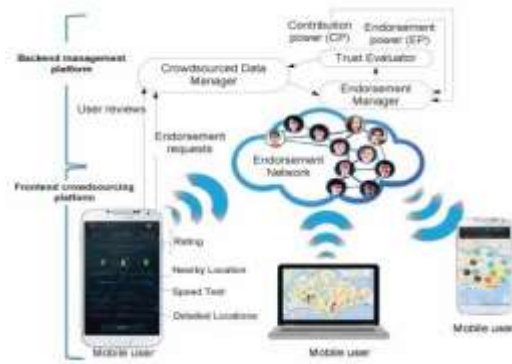 Contribution
power (CP)
Endorsement
power (EP)
Backend management
platform
Crowdsourced Data
Manager
Trust Evaluator
Endorsement
Manager
User reviews
Endorsement
requests
Endorsement
Network
Frontend crowdsourcing
platform
Rating
Nearby Location
Speed Test
Detailed Locations
Mobile user
Mobile user
Mobile user